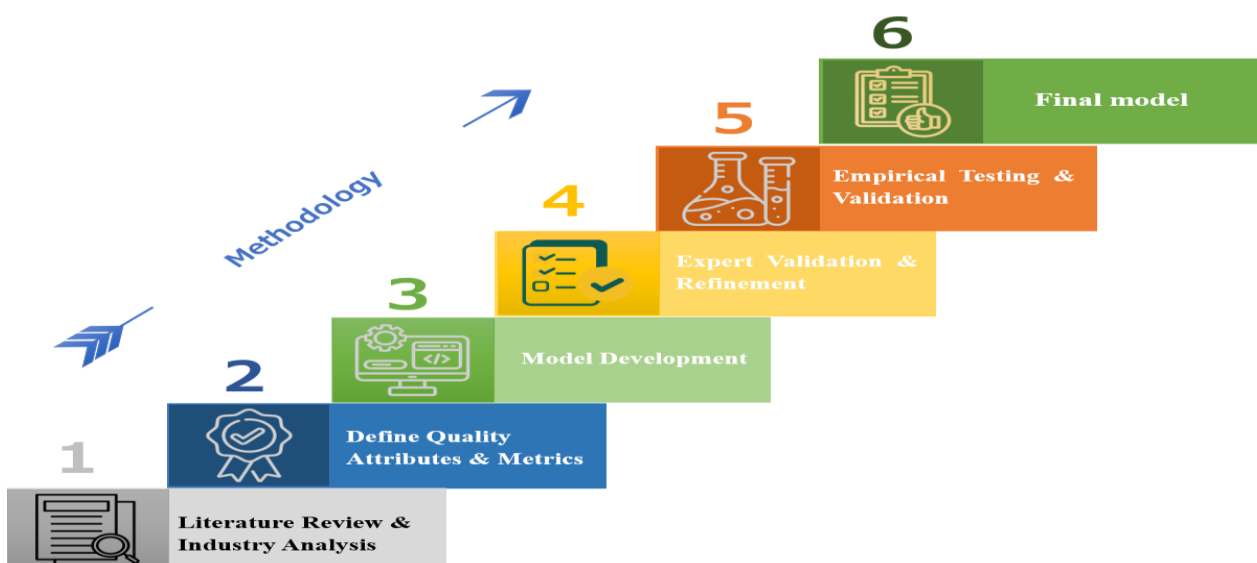 6
Final model
5
Empirical Testing &
Validation
Methodology
4
Expert Validation &
Refinement
3
Model Development
2
Define Quality
Attributes & Metrics
1
Literature Review &
Industry Analysis